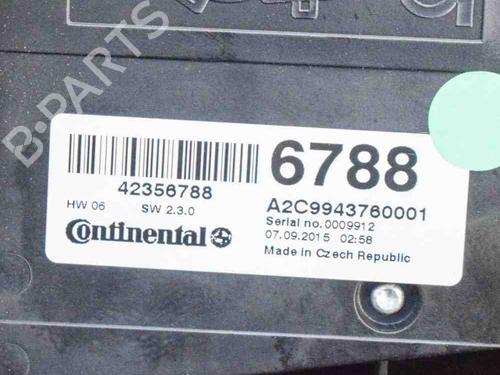 B-PARTS
42356788
6788
HW 06 SW 2.3.0
A2C9943760001
Serial no. 0009912
07.09.2015 02:58
Continental
Made in Czech Republic